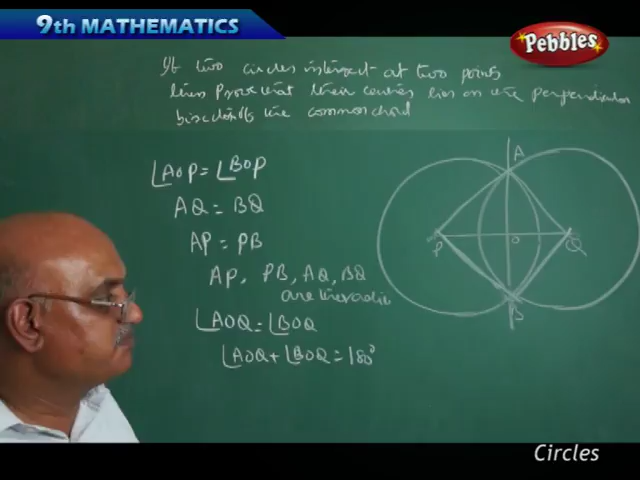 9th MATHEMATICS
Pebbles
If two circles intersect at two points
then Prove that their centres lies on the perpendicular
bisector of the common chord
∠AOP = ∠BOP
AQ = BQ
AP = PB
AP, PB, AQ, BQ
are the radii
∠AOQ = ∠BOQ
∠AOQ + ∠BOQ = 180°
A
P
O
Q
B
Circles